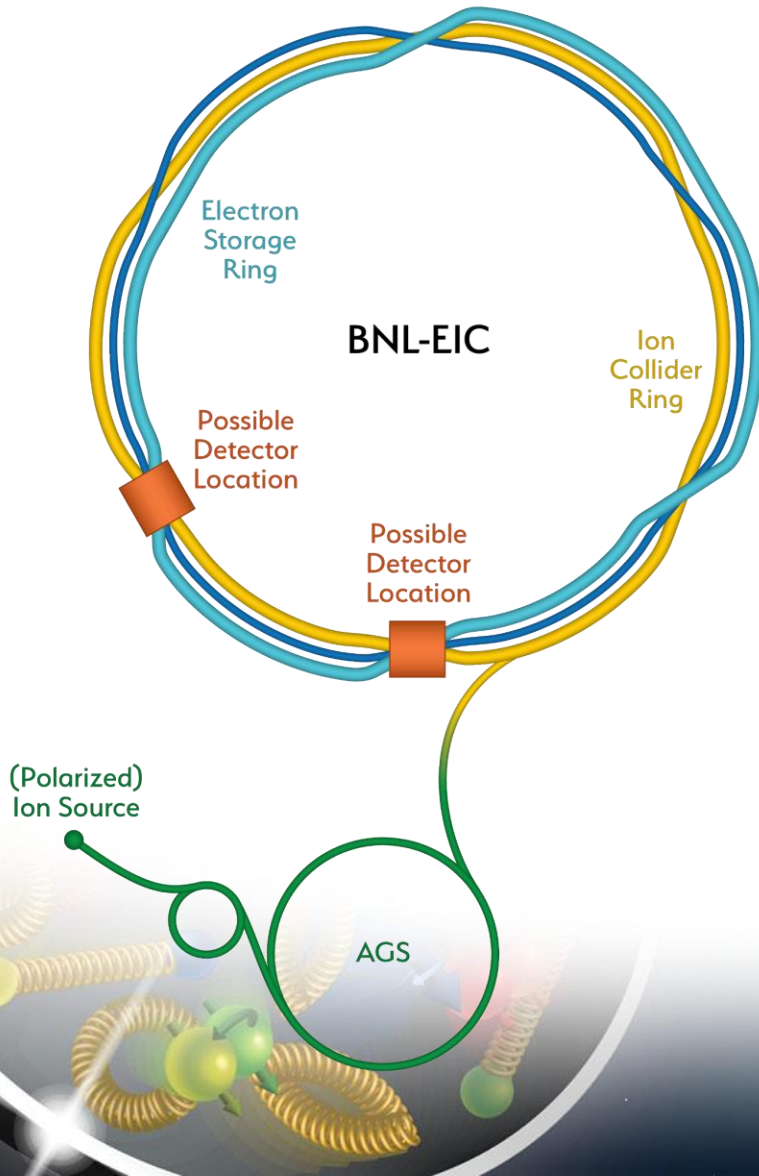 Electron
Storage
Ring
BNL-EIC
Ion
Collider
Ring
Possible
Detector
Location
Possible
Detector
Location
(Polarized)
Ion Source
AGS